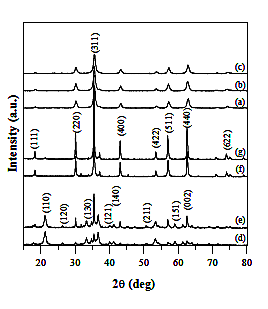 (311)
(c)
(b)
(a)
(111)
(220)
(400)
(422)
(511)
(440)
(622)
(g)
(f)
(110)
(120)
(130)
(121)
(140)
(211)
(151)
(002)
(e)
(d)
Intensity (a.u.)
20 30 40 50 60 70 80
2θ (deg)